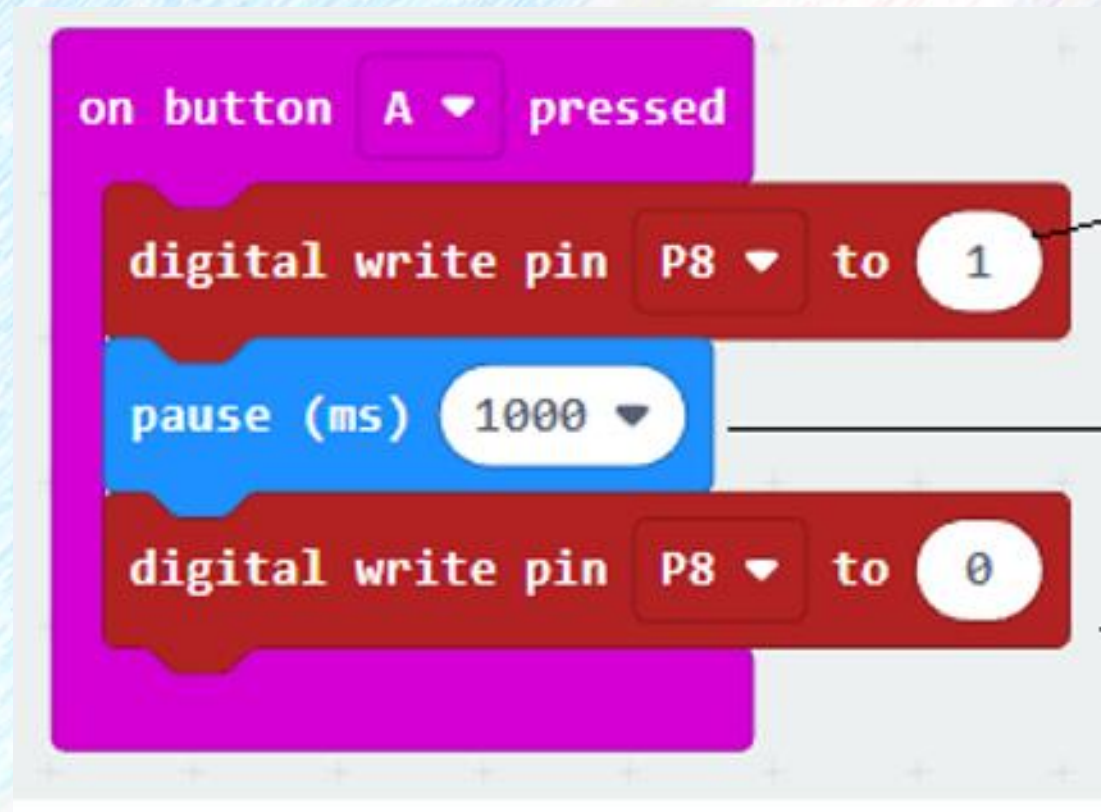 on button A pressed
digital write pin P8 to 1
pause (ms) 1000
digital write pin P8 to 0